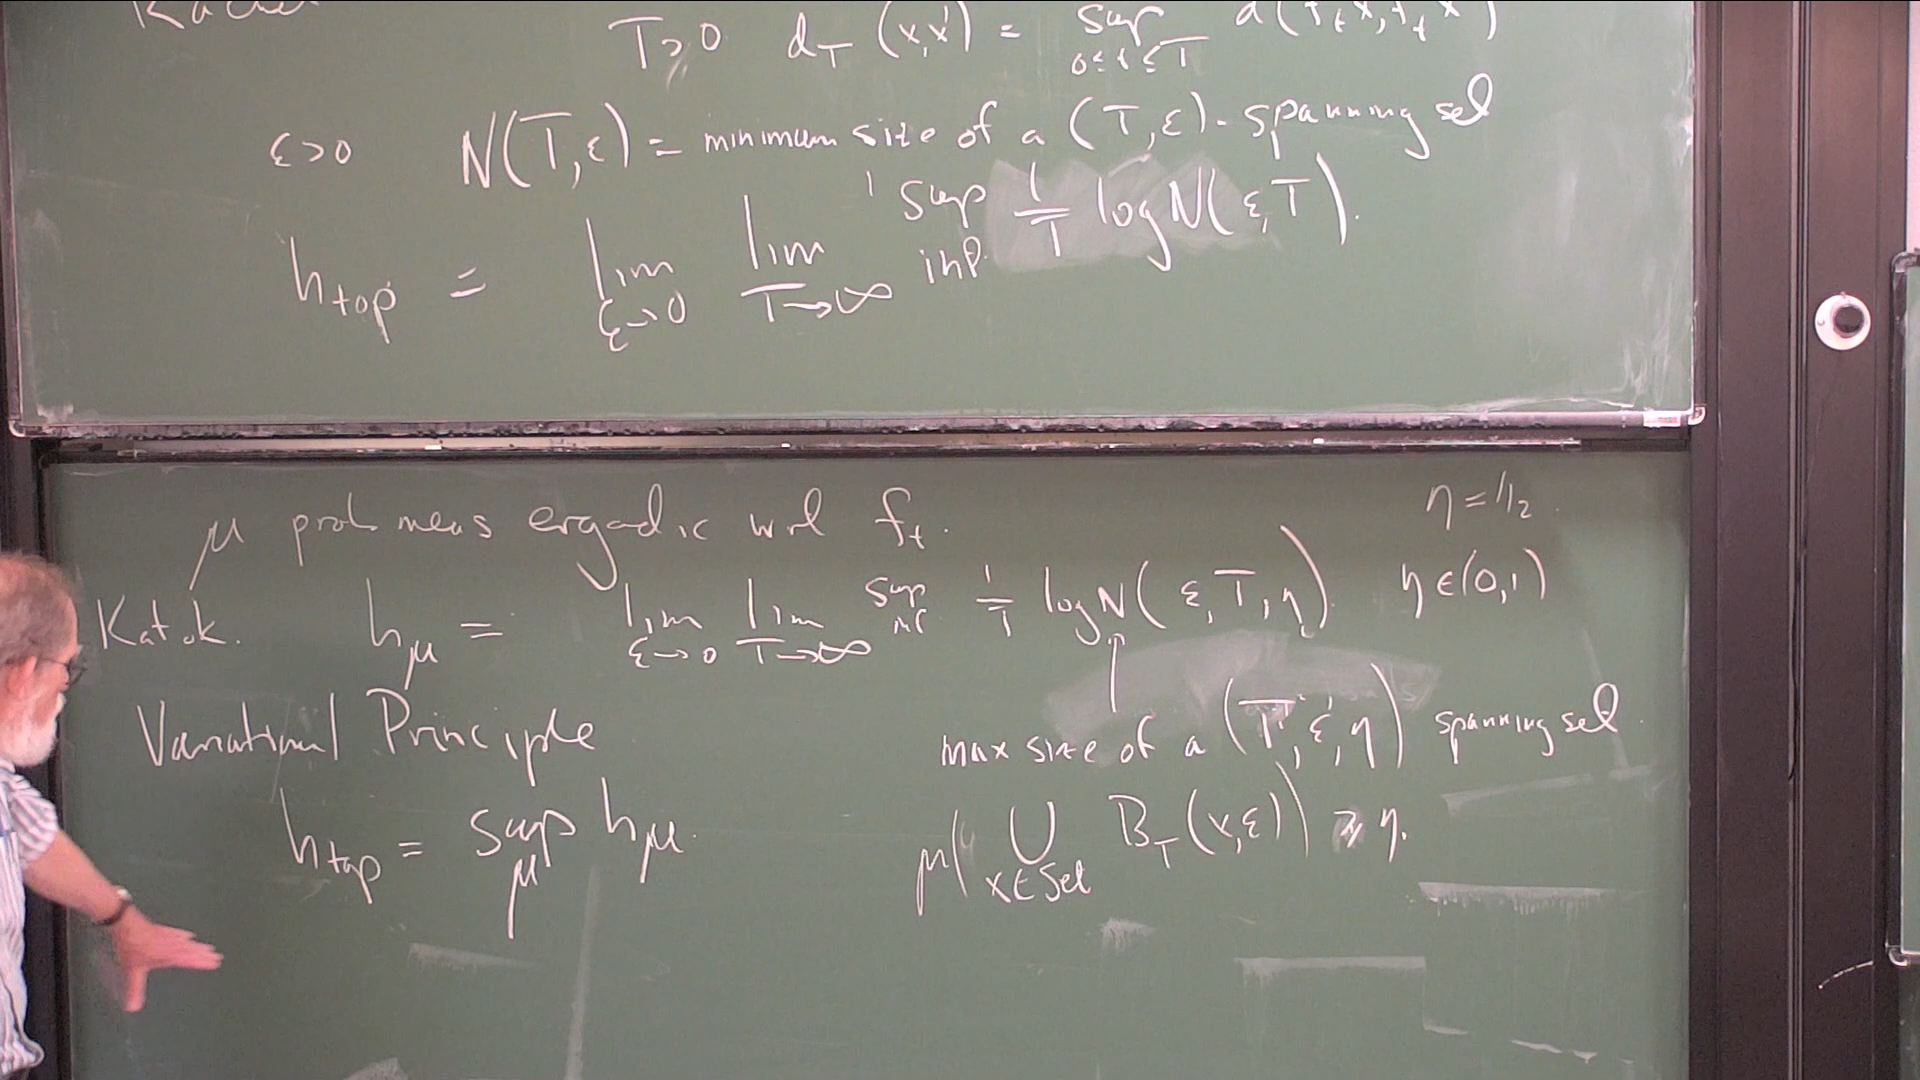 T>0 d_T (x,x') = sup_{0≤t≤T} d(f_t x, f_t x')
ε>0 N(T,ε) = minimum size of a (T,ε)-spanning set
h_top = lim_{ε→0} lim_{T→∞} sup inf 1/T log N(ε,T).
μ prob meas ergodic wrt f_t.
η = 1/2
Katok. h_μ = lim_{ε→0} lim_{T→∞} sup inf 1/T log N(ε,T,η) η ∈ (0,1)
Variational Principle
max size of a (T,ε,η) spanning set
h_top = sup_μ h_μ.
μ(∪_{x∈Set} B_T(x,ε)) ≥ η.